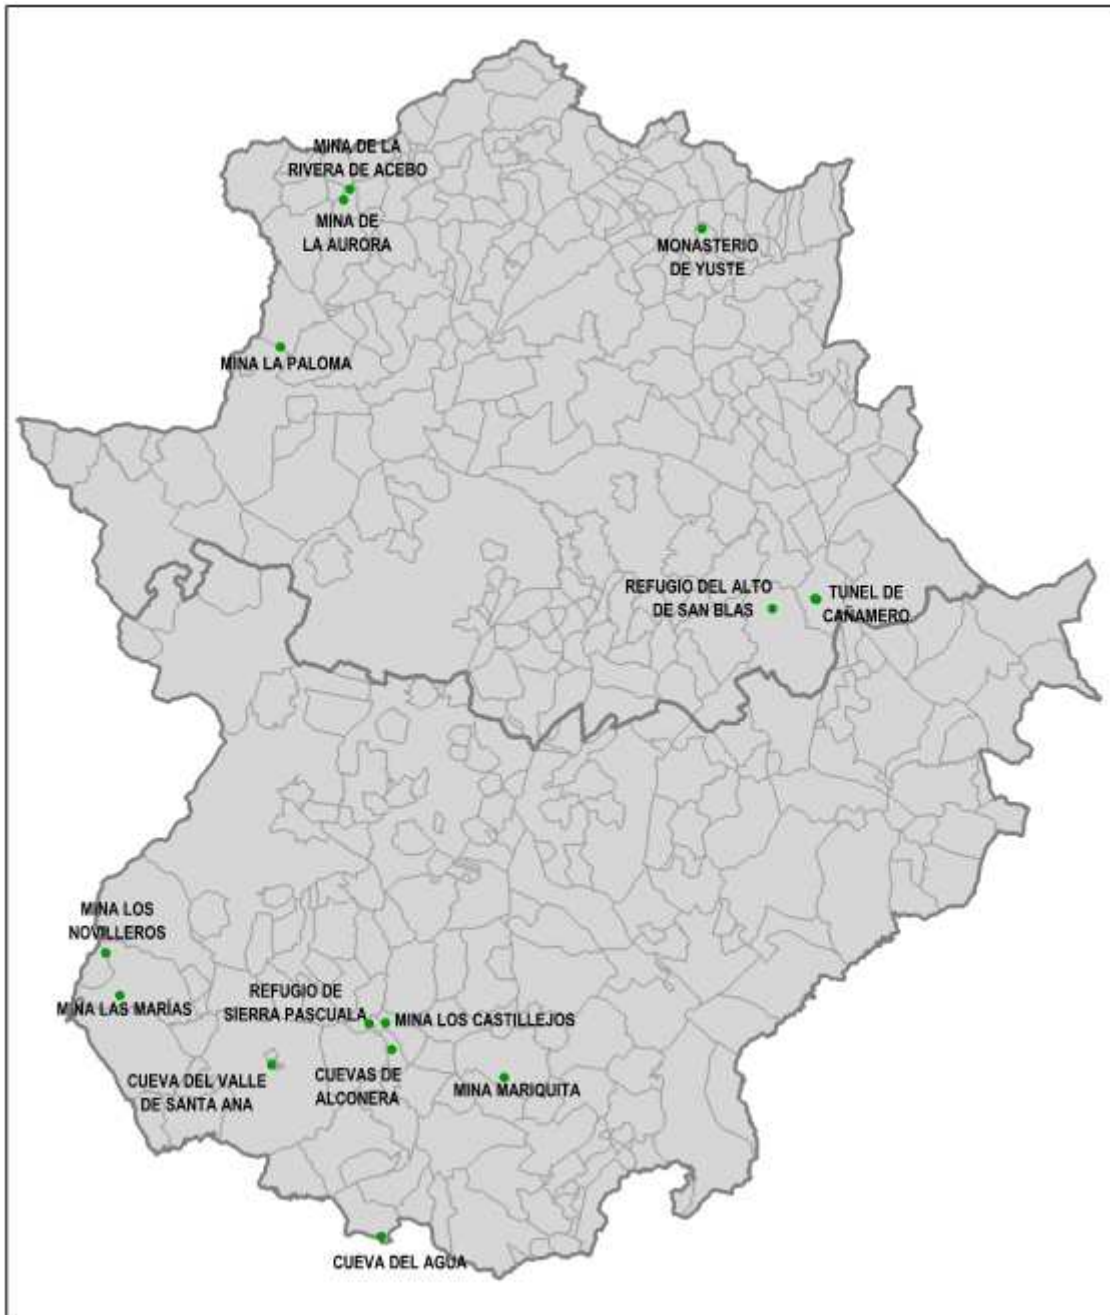 MINA DE LA
RIVERA DE ACEBO
MINA DE
LA AURORA
MONASTERIO
DE YUSTE
MINA LA PALOMA
REFUGIO DEL ALTO
DE SAN BLAS
TUNEL DE
CAÑAMERO
MINA LOS
NOVILLEROS
MINA LAS MARÍAS
REFUGIO DE
SIERRA PASCUALA
MINA LOS CASTILLEJOS
CUEVA DEL VALLE
DE SANTA ANA
CUEVAS DE
ALCONERA
MINA MARIQUITA
CUEVA DEL AGUA